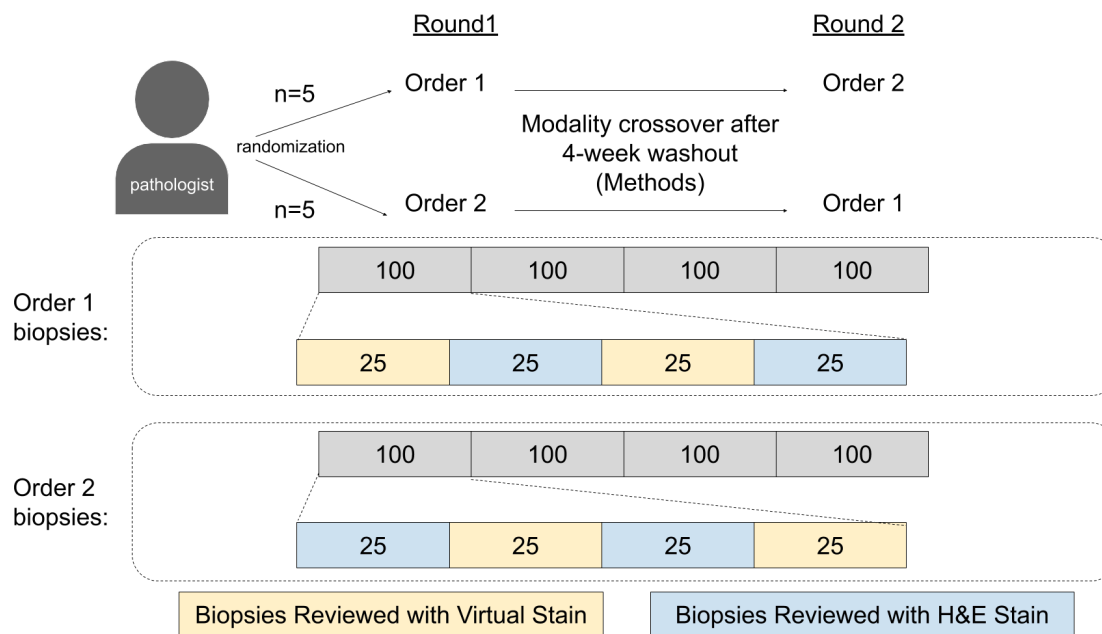 Round1
Round 2
n=5
Order 1
Order 2
randomization
Modality crossover after
4-week washout
(Methods)
pathologist
n=5
Order 2
Order 1
Order 1
biopsies:
100 100 100 100
25 25 25 25
Order 2
biopsies:
100 100 100 100
25 25 25 25
Biopsies Reviewed with Virtual Stain
Biopsies Reviewed with H&E Stain